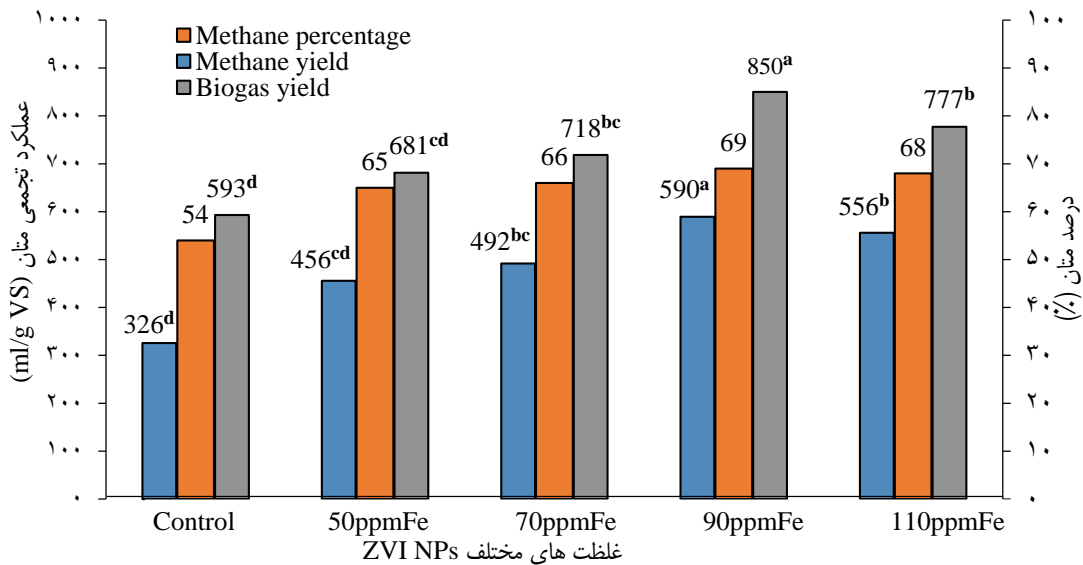 ۱۰۰۰
۹۰۰
۸۰۰
۷۰۰
۶۰۰
۵۰۰
۴۰۰
۳۰۰
۲۰۰
۱۰۰
۰
عملکرد تجمعی متان (ml/g VS)
Methane percentage
Methane yield
Biogas yield
326d
54
593d
456cd
65
681cd
492bc
66
718bc
590a
69
850a
556b
68
777b
۱۰۰
۹۰
۸۰
۷۰
۶۰
۵۰
۴۰
۳۰
۲۰
۱۰
۰
درصد متان (%)
Control
50ppmFe
70ppmFe
90ppmFe
110ppmFe
غلظت های مختلف ZVI NPs